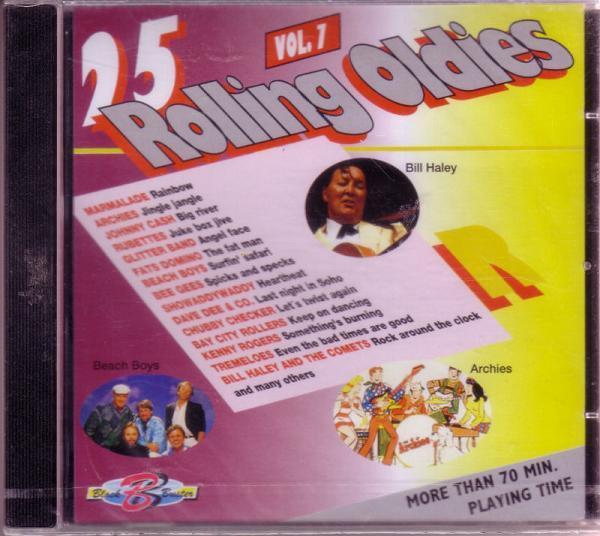 25
VOL. 7
Rolling Oldies
Bill Haley
MARMALADE Rainbow
ARCHIES Jingle jangle
JOHNNY CASH Big river
RUBETTES Juke box jive
GLITTER BAND Angel face
FATS DOMINO The fat man
BEACH BOYS Surfin' safari
BEE GEES Spicks and specks
SHOWADDYWADDY Heartbeat
DAVE DEE & CO. Last night in Soho
CHUBBY CHECKER Let's twist again
BAY CITY ROLLERS Keep on dancing
KENNY ROGERS Something's burning
TREMELOES Even the bad times are good
BILL HALEY AND THE COMETS Rock around the clock
and many others
R
Beach Boys
Archies
The Archies
Block B Buster
MORE THAN 70 MIN.
PLAYING TIME